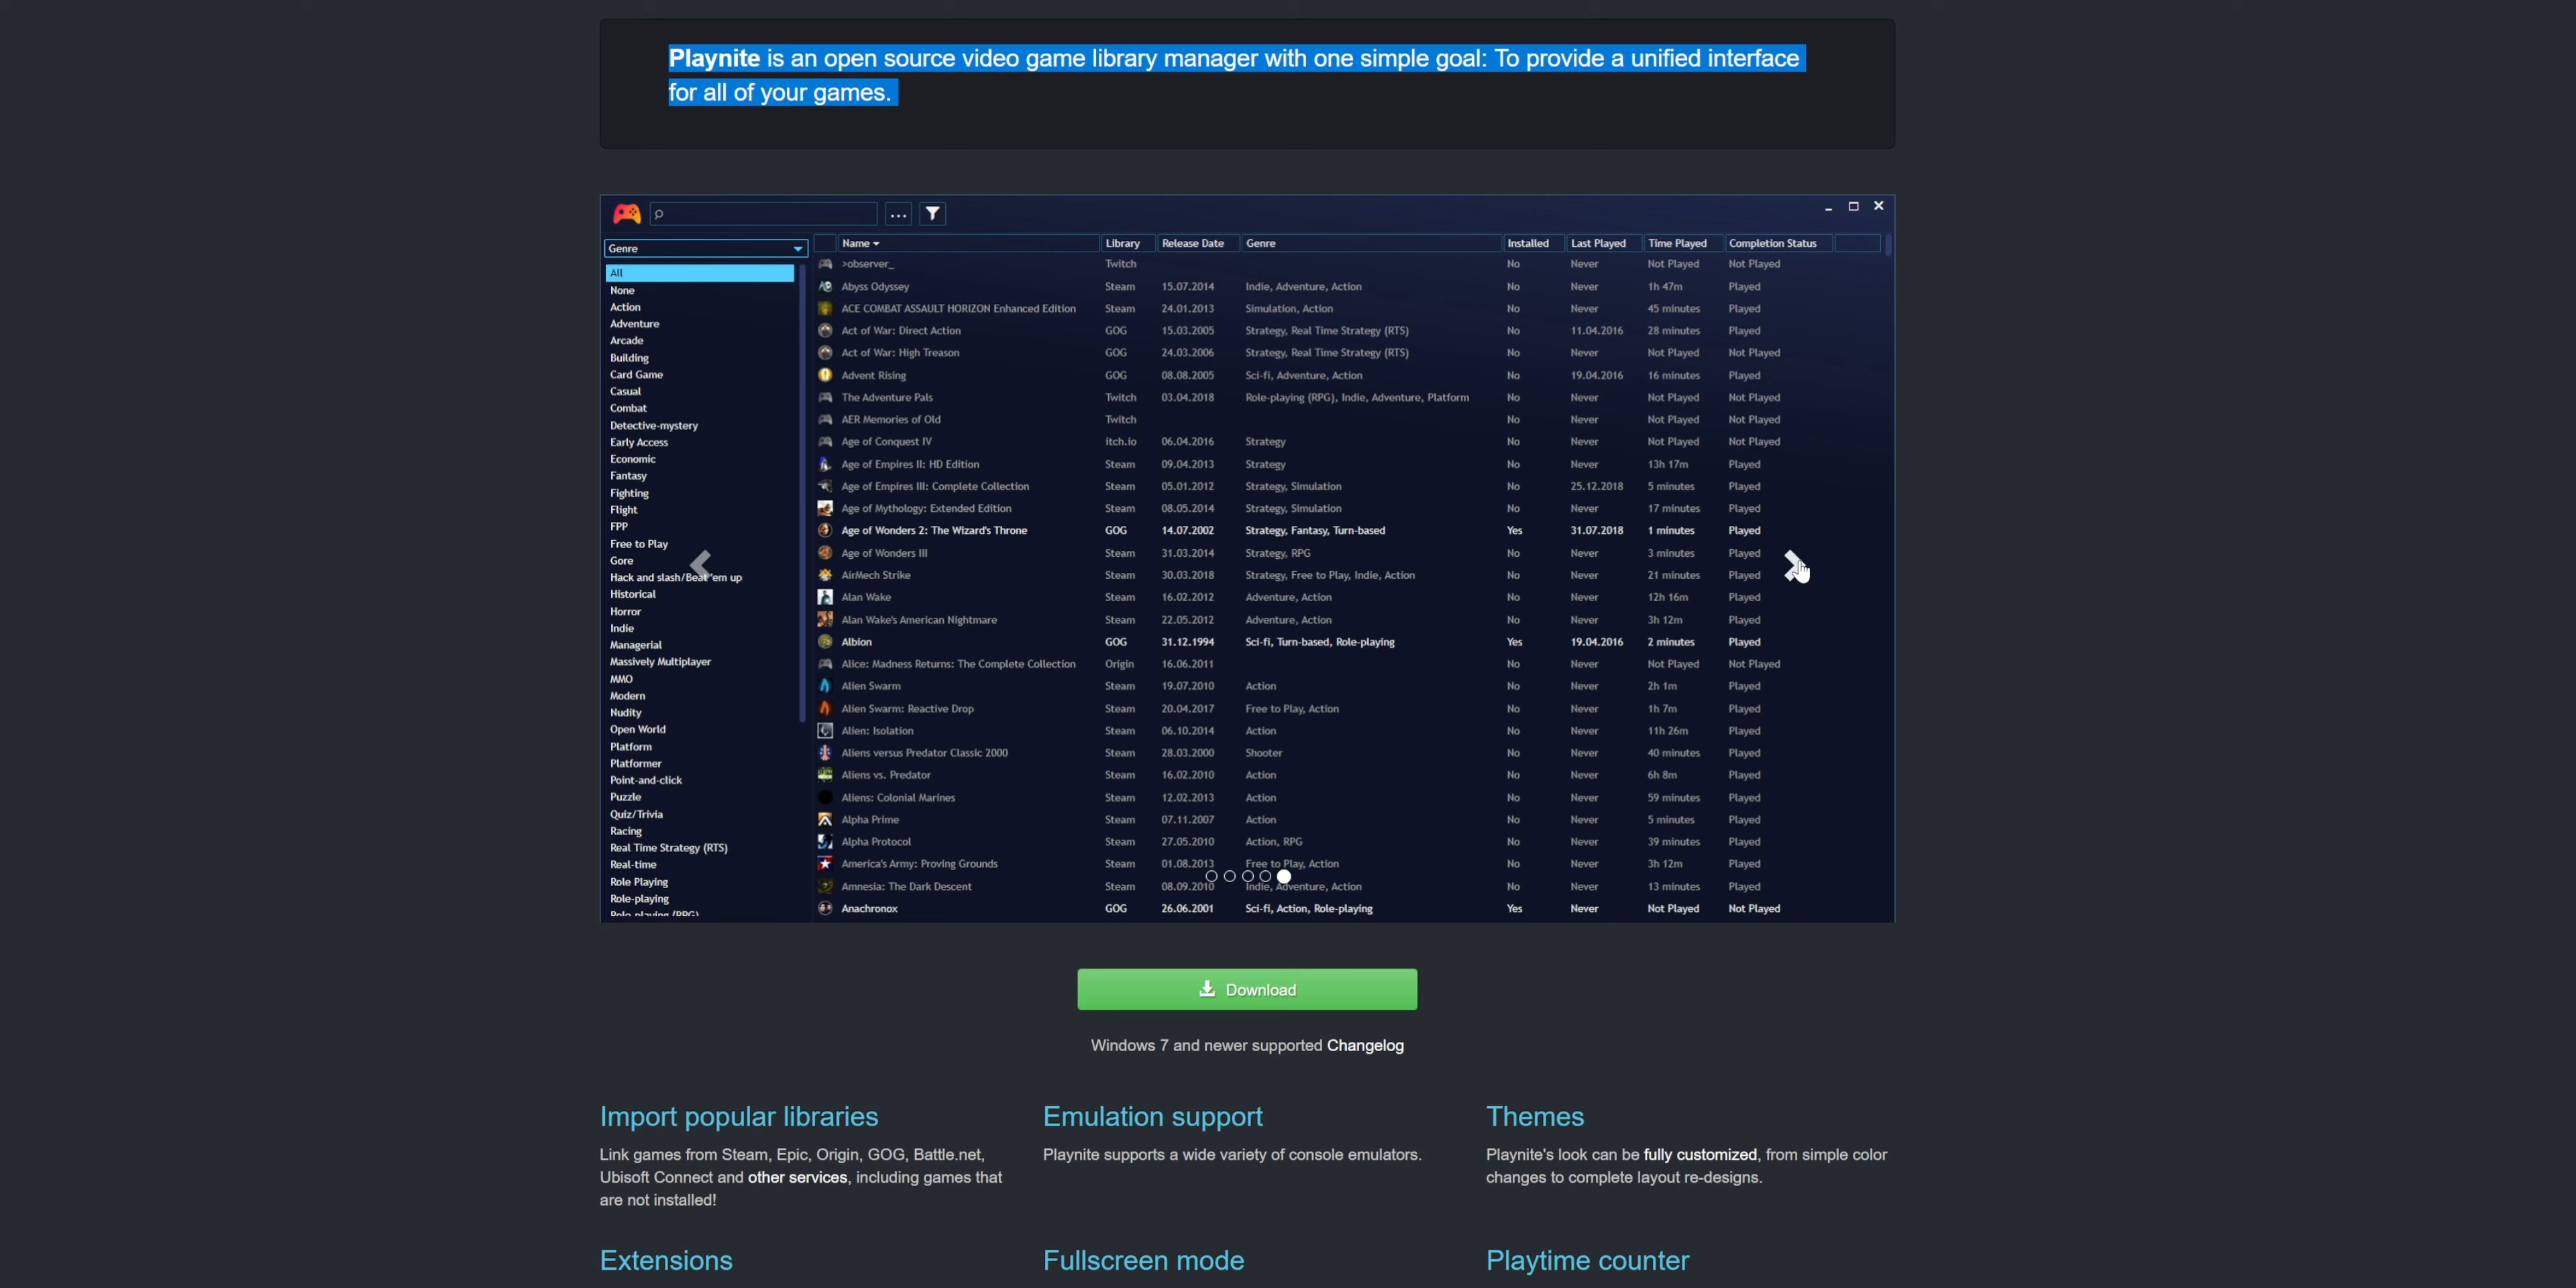 Playnite is an open source video game library manager with one simple goal: To provide a unified interface
for all of your games.
Genre
All
None
Action
Adventure
Arcade
Building
Card Game
Casual
Combat
Detective-mystery
Early Access
Economic
Fantasy
Fighting
Flight
FPP
Free to Play
Gore
Hack and slash/Beat 'em up
Historical
Horror
Indie
Managerial
Massively Multiplayer
MMO
Modern
Nudity
Open World
Platform
Platformer
Point-and-click
Puzzle
Quiz/Trivia
Racing
Real Time Strategy (RTS)
Real-time
Role Playing
Role-playing
Role-playing (RPG)
Name Library Release Date Genre Installed Last Played Time Played Completion Status
>observer_ Twitch No Never Not Played Not Played
Abyss Odyssey Steam 15.07.2014 Indie, Adventure, Action No Never 1h 47m Played
ACE COMBAT ASSAULT HORIZON Enhanced Edition Steam 24.01.2013 Simulation, Action No Never 45 minutes Played
Act of War: Direct Action GOG 15.03.2005 Strategy, Real Time Strategy (RTS) No 11.04.2016 28 minutes Played
Act of War: High Treason GOG 24.03.2006 Strategy, Real Time Strategy (RTS) No Never Not Played Not Played
Advent Rising GOG 08.08.2005 Sci-fi, Adventure, Action No 19.04.2016 16 minutes Played
The Adventure Pals Twitch 03.04.2018 Role-playing (RPG), Indie, Adventure, Platform No Never Not Played Not Played
AER Memories of Old Twitch No Never Not Played Not Played
Age of Conquest IV itch.io 06.04.2016 Strategy No Never Not Played Not Played
Age of Empires II: HD Edition Steam 09.04.2013 Strategy No Never 13h 17m Played
Age of Empires III: Complete Collection Steam 05.01.2012 Strategy, Simulation No 25.12.2018 5 minutes Played
Age of Mythology: Extended Edition Steam 08.05.2014 Strategy, Simulation No Never 17 minutes Played
Age of Wonders 2: The Wizard's Throne GOG 14.07.2002 Strategy, Fantasy, Turn-based Yes 31.07.2018 1 minutes Played
Age of Wonders III Steam 31.03.2014 Strategy, RPG No Never 3 minutes Played
AirMech Strike Steam 30.03.2018 Strategy, Free to Play, Indie, Action No Never 21 minutes Played
Alan Wake Steam 16.02.2012 Adventure, Action No Never 12h 16m Played
Alan Wake's American Nightmare Steam 22.05.2012 Adventure, Action No Never 3h 12m Played
Albion GOG 31.12.1994 Sci-fi, Turn-based, Role-playing Yes 19.04.2016 2 minutes Played
Alice: Madness Returns: The Complete Collection Origin 16.06.2011 No Never Not Played Not Played
Alien Swarm Steam 19.07.2010 Action No Never 2h 1m Played
Alien Swarm: Reactive Drop Steam 20.04.2017 Free to Play, Action No Never 1h 7m Played
Alien: Isolation Steam 06.10.2014 Action No Never 11h 26m Played
Aliens versus Predator Classic 2000 Steam 28.03.2000 Shooter No Never 40 minutes Played
Aliens vs. Predator Steam 16.02.2010 Action No Never 6h 8m Played
Aliens: Colonial Marines Steam 12.02.2013 Action No Never 59 minutes Played
Alpha Prime Steam 07.11.2007 Action No Never 5 minutes Played
Alpha Protocol Steam 27.05.2010 Action, RPG No Never 39 minutes Played
America's Army: Proving Grounds Steam 01.08.2013 Free to Play, Action No Never 3h 12m Played
Amnesia: The Dark Descent Steam 08.09.2010 Indie, Adventure, Action No Never 13 minutes Played
Anachronox GOG 26.06.2001 Sci-fi, Action, Role-playing Yes Never Not Played Not Played
Download
Windows 7 and newer supported Changelog
Import popular libraries
Link games from Steam, Epic, Origin, GOG, Battle.net,
Ubisoft Connect and other services, including games that
are not installed!
Emulation support
Playnite supports a wide variety of console emulators.
Themes
Playnite's look can be fully customized, from simple color
changes to complete layout re-designs.
Extensions
Fullscreen mode
Playtime counter